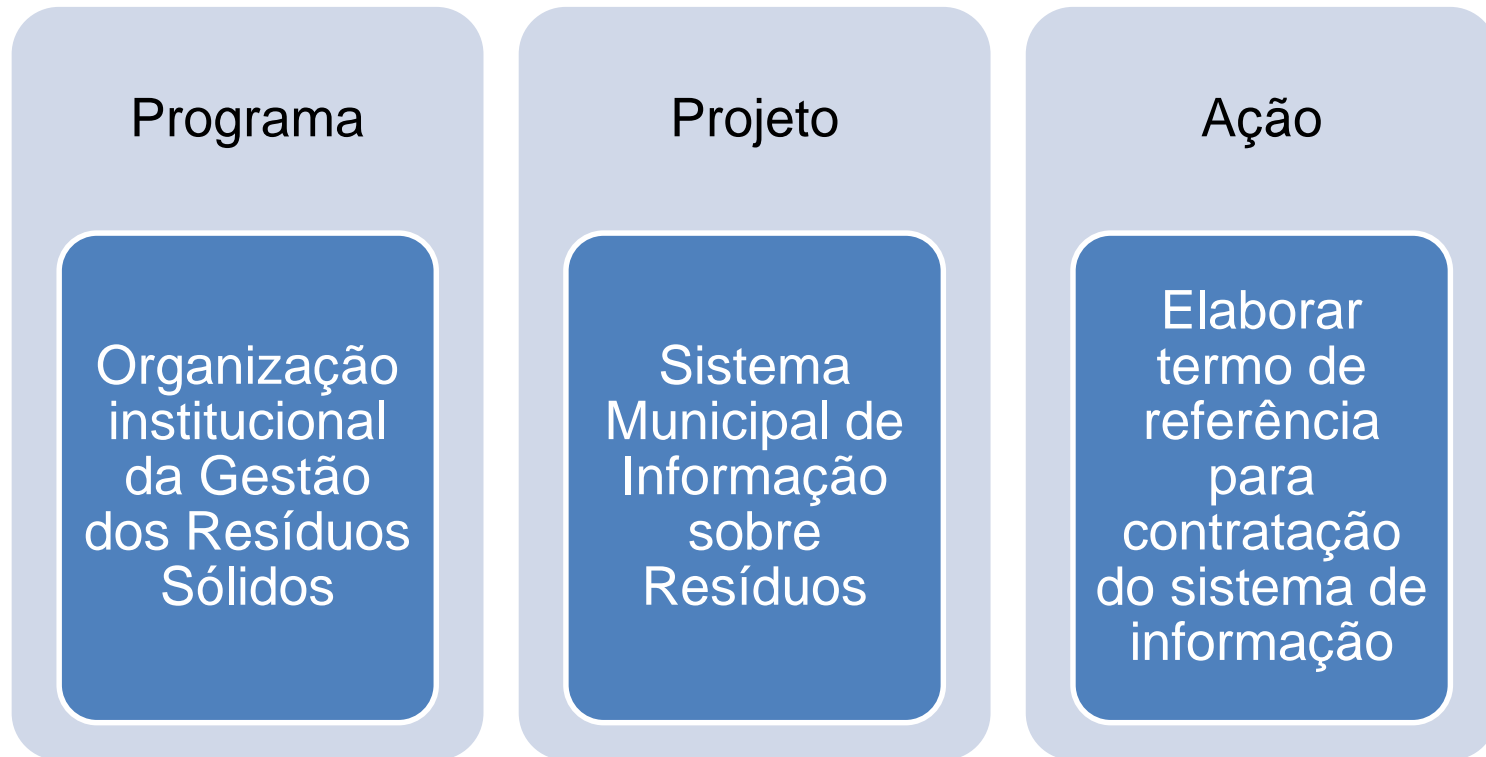 Programa
Organização
institucional
da Gestão
dos Resíduos
Sólidos
Projeto
Sistema
Municipal de
Informação
sobre
Resíduos
Ação
Elaborar
termo de
referência
para
contratação
do sistema de
informação